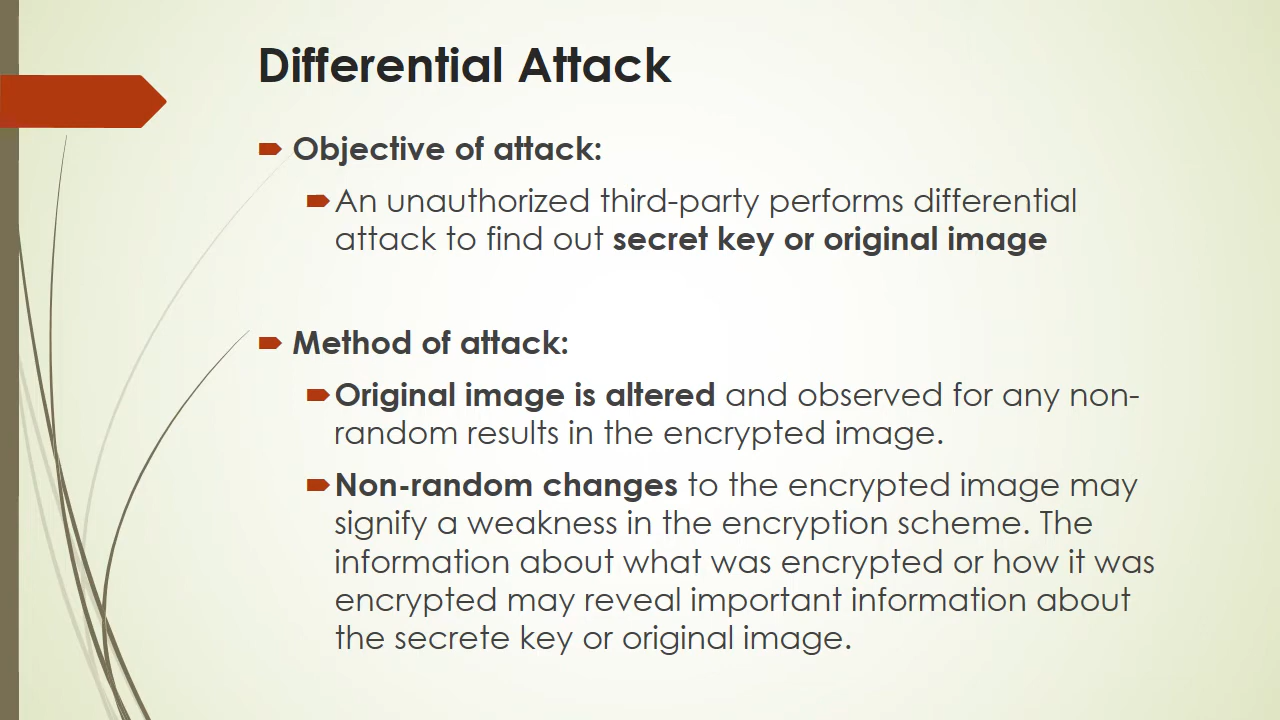 Differential Attack
Objective of attack:
An unauthorized third-party performs differential
attack to find out secret key or original image
Method of attack:
Original image is altered and observed for any non-
random results in the encrypted image.
Non-random changes to the encrypted image may
signify a weakness in the encryption scheme. The
information about what was encrypted or how it was
encrypted may reveal important information about
the secrete key or original image.